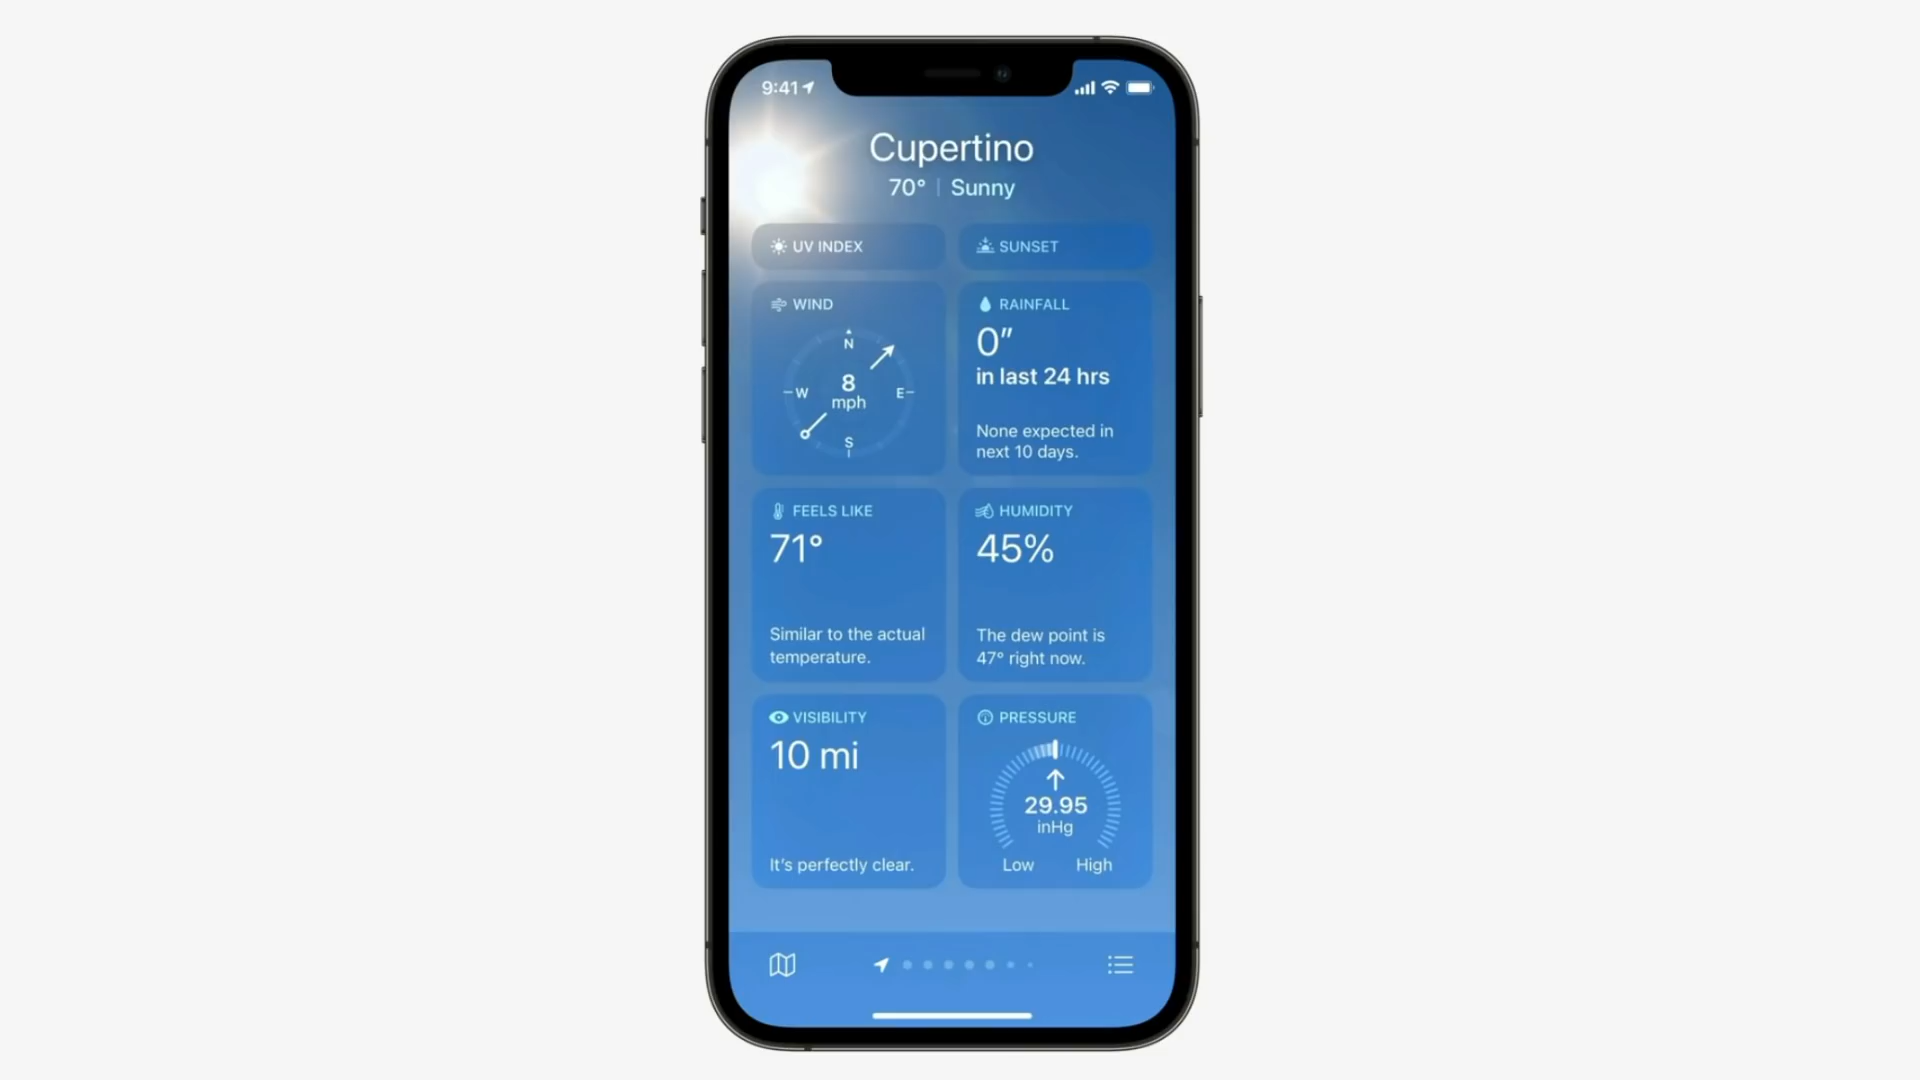 9:41
Cupertino
70° | Sunny
UV INDEX
SUNSET
WIND
N
W
8
mph
E
S
RAINFALL
0″
in last 24 hrs
None expected in
next 10 days.
FEELS LIKE
71°
Similar to the actual
temperature.
HUMIDITY
45%
The dew point is
47° right now.
VISIBILITY
10 mi
It’s perfectly clear.
PRESSURE
29.95
inHg
Low
High